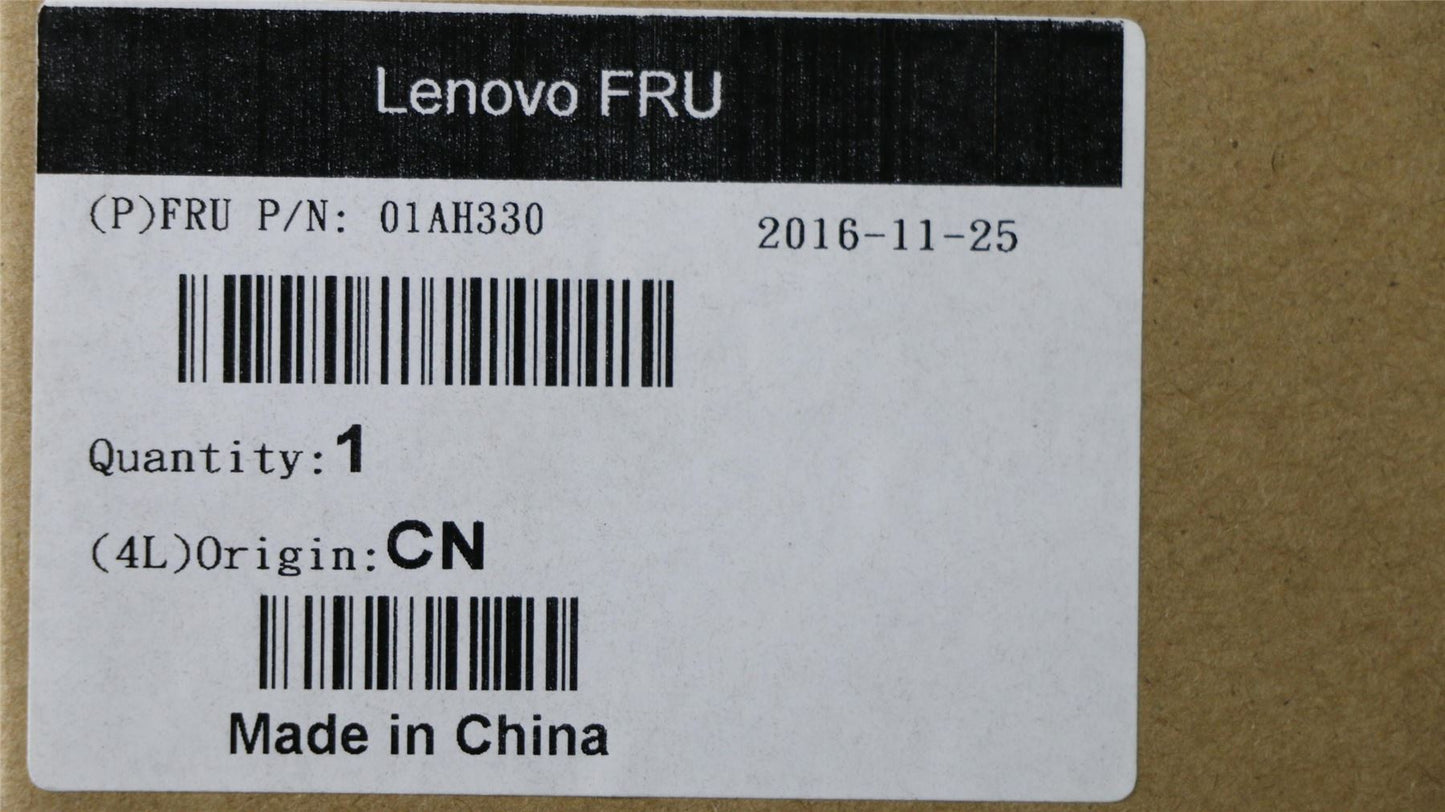 Lenovo FRU
(P)FRU P/N: 01AH330
2016-11-25
Quantity:1
(4L)Origin:CN
Made in China